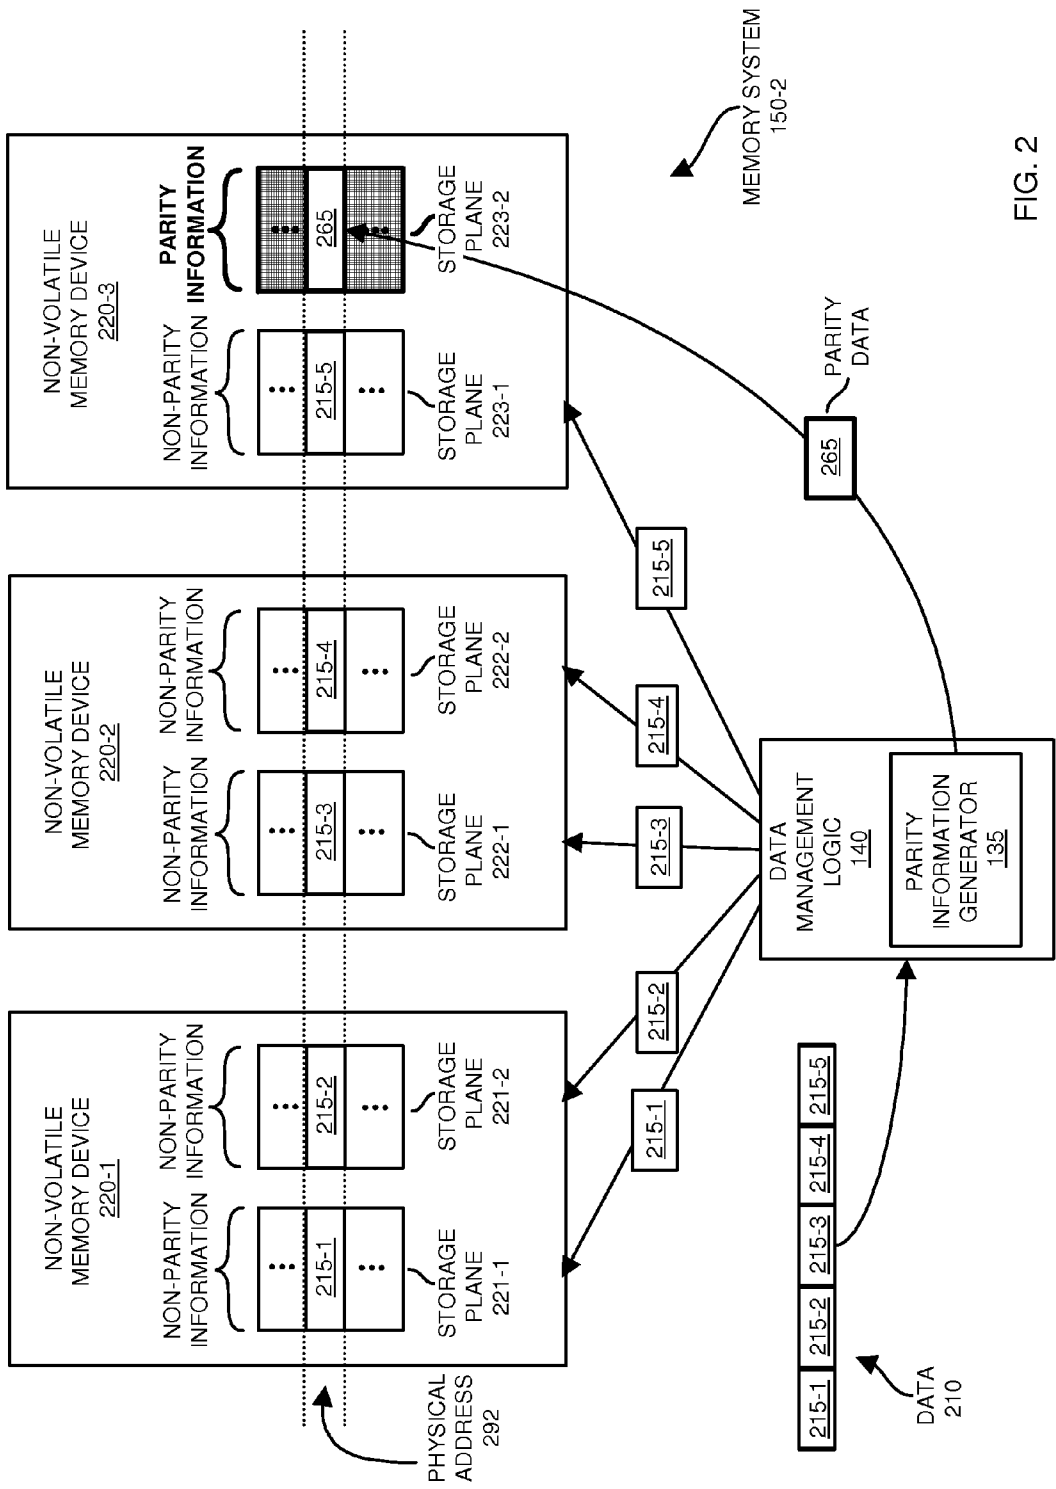 NON-VOLATILE
MEMORY DEVICE
220-1
NON-PARITY
INFORMATION
NON-PARITY
INFORMATION
215-1
215-2
STORAGE
PLANE
221-1
STORAGE
PLANE
221-2
NON-VOLATILE
MEMORY DEVICE
220-2
NON-PARITY
INFORMATION
NON-PARITY
INFORMATION
215-3
215-4
STORAGE
PLANE
222-1
STORAGE
PLANE
222-2
NON-VOLATILE
MEMORY DEVICE
220-3
NON-PARITY
INFORMATION
PARITY
INFORMATION
215-5
265
STORAGE
PLANE
223-1
STORAGE
PLANE
223-2
PHYSICAL
ADDRESS
292
215-1
215-2
215-3
215-4
215-5
MEMORY SYSTEM
150-2
215-1
215-2
215-3
215-4
215-5
DATA
210
DATA
MANAGEMENT
LOGIC
140
PARITY
INFORMATION
GENERATOR
135
265
PARITY
DATA
FIG. 2